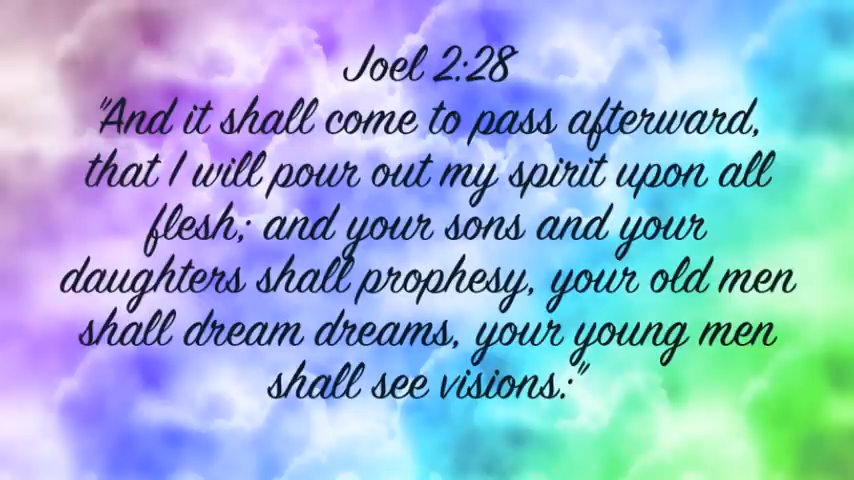 Joel 2:28
"And it shall come to pass afterward,
that I will pour out my spirit upon all
flesh; and your sons and your
daughters shall prophesy, your old men
shall dream dreams, your young men
shall see visions:"